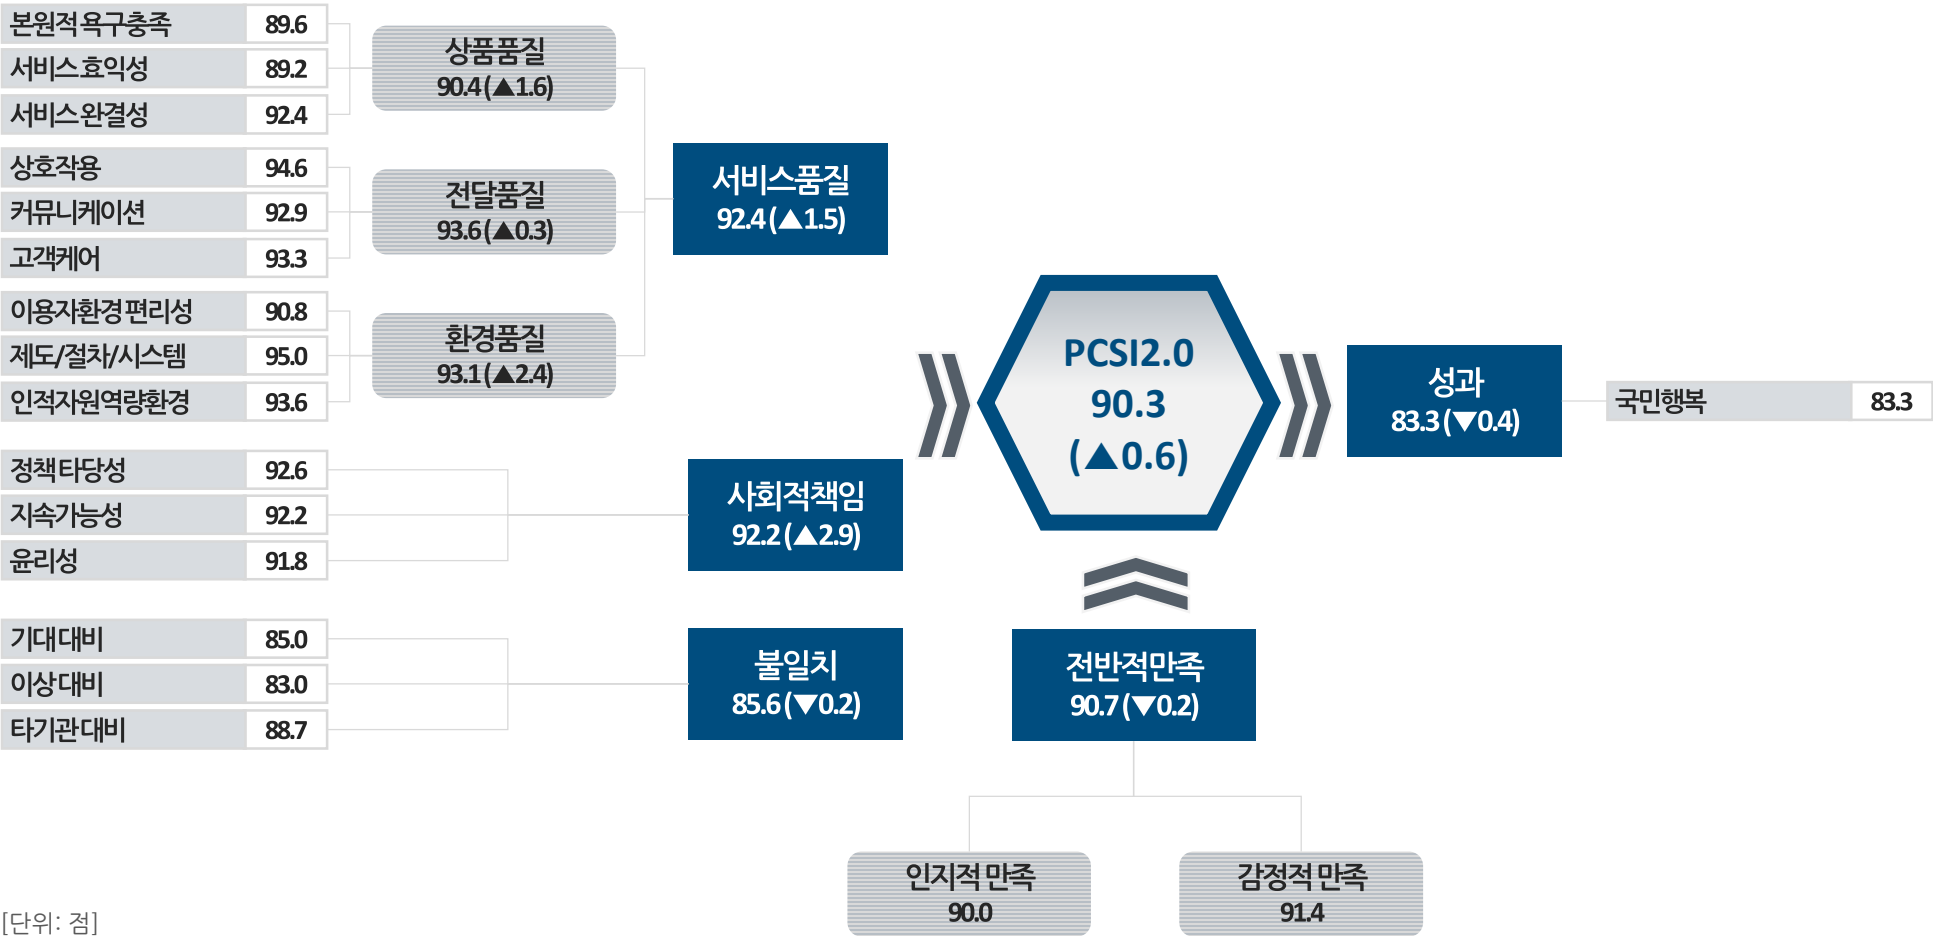 본원적 욕구충족 89.6
서비스 효익성 89.2
서비스 완결성 92.4
상품품질
90.4 (▲1.6)
상호작용 94.6
커뮤니케이션 92.9
고객케어 93.3
전달품질
93.6 (▲0.3)
이용자환경 편리성 90.8
제도/절차/시스템 95.0
인적자원역량환경 93.6
환경품질
93.1 (▲2.4)
서비스품질
92.4 (▲1.5)
정책 타당성 92.6
지속가능성 92.2
윤리성 91.8
사회적책임
92.2 (▲2.9)
기대 대비 85.0
이상 대비 83.0
타기관 대비 88.7
불일치
85.6 (▼0.2)
PCSI2.0
90.3
(▲0.6)
성과
83.3 (▼0.4)
국민행복 83.3
전반적만족
90.7 (▼0.2)
인지적 만족
90.0
감정적 만족
91.4
[단위: 점]